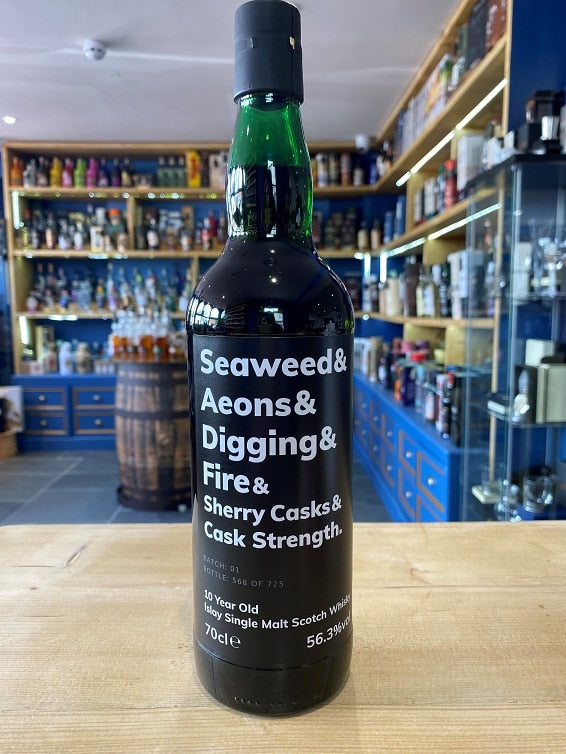 Seaweed&
Aeons&
Digging&
Fire&
Sherry Casks&
Cask Strength.
BATCH: 01
BOTTLE: 568 OF 725
10 Year Old
Islay Single Malt Scotch Whisky
70cl℮ 56.3%vol